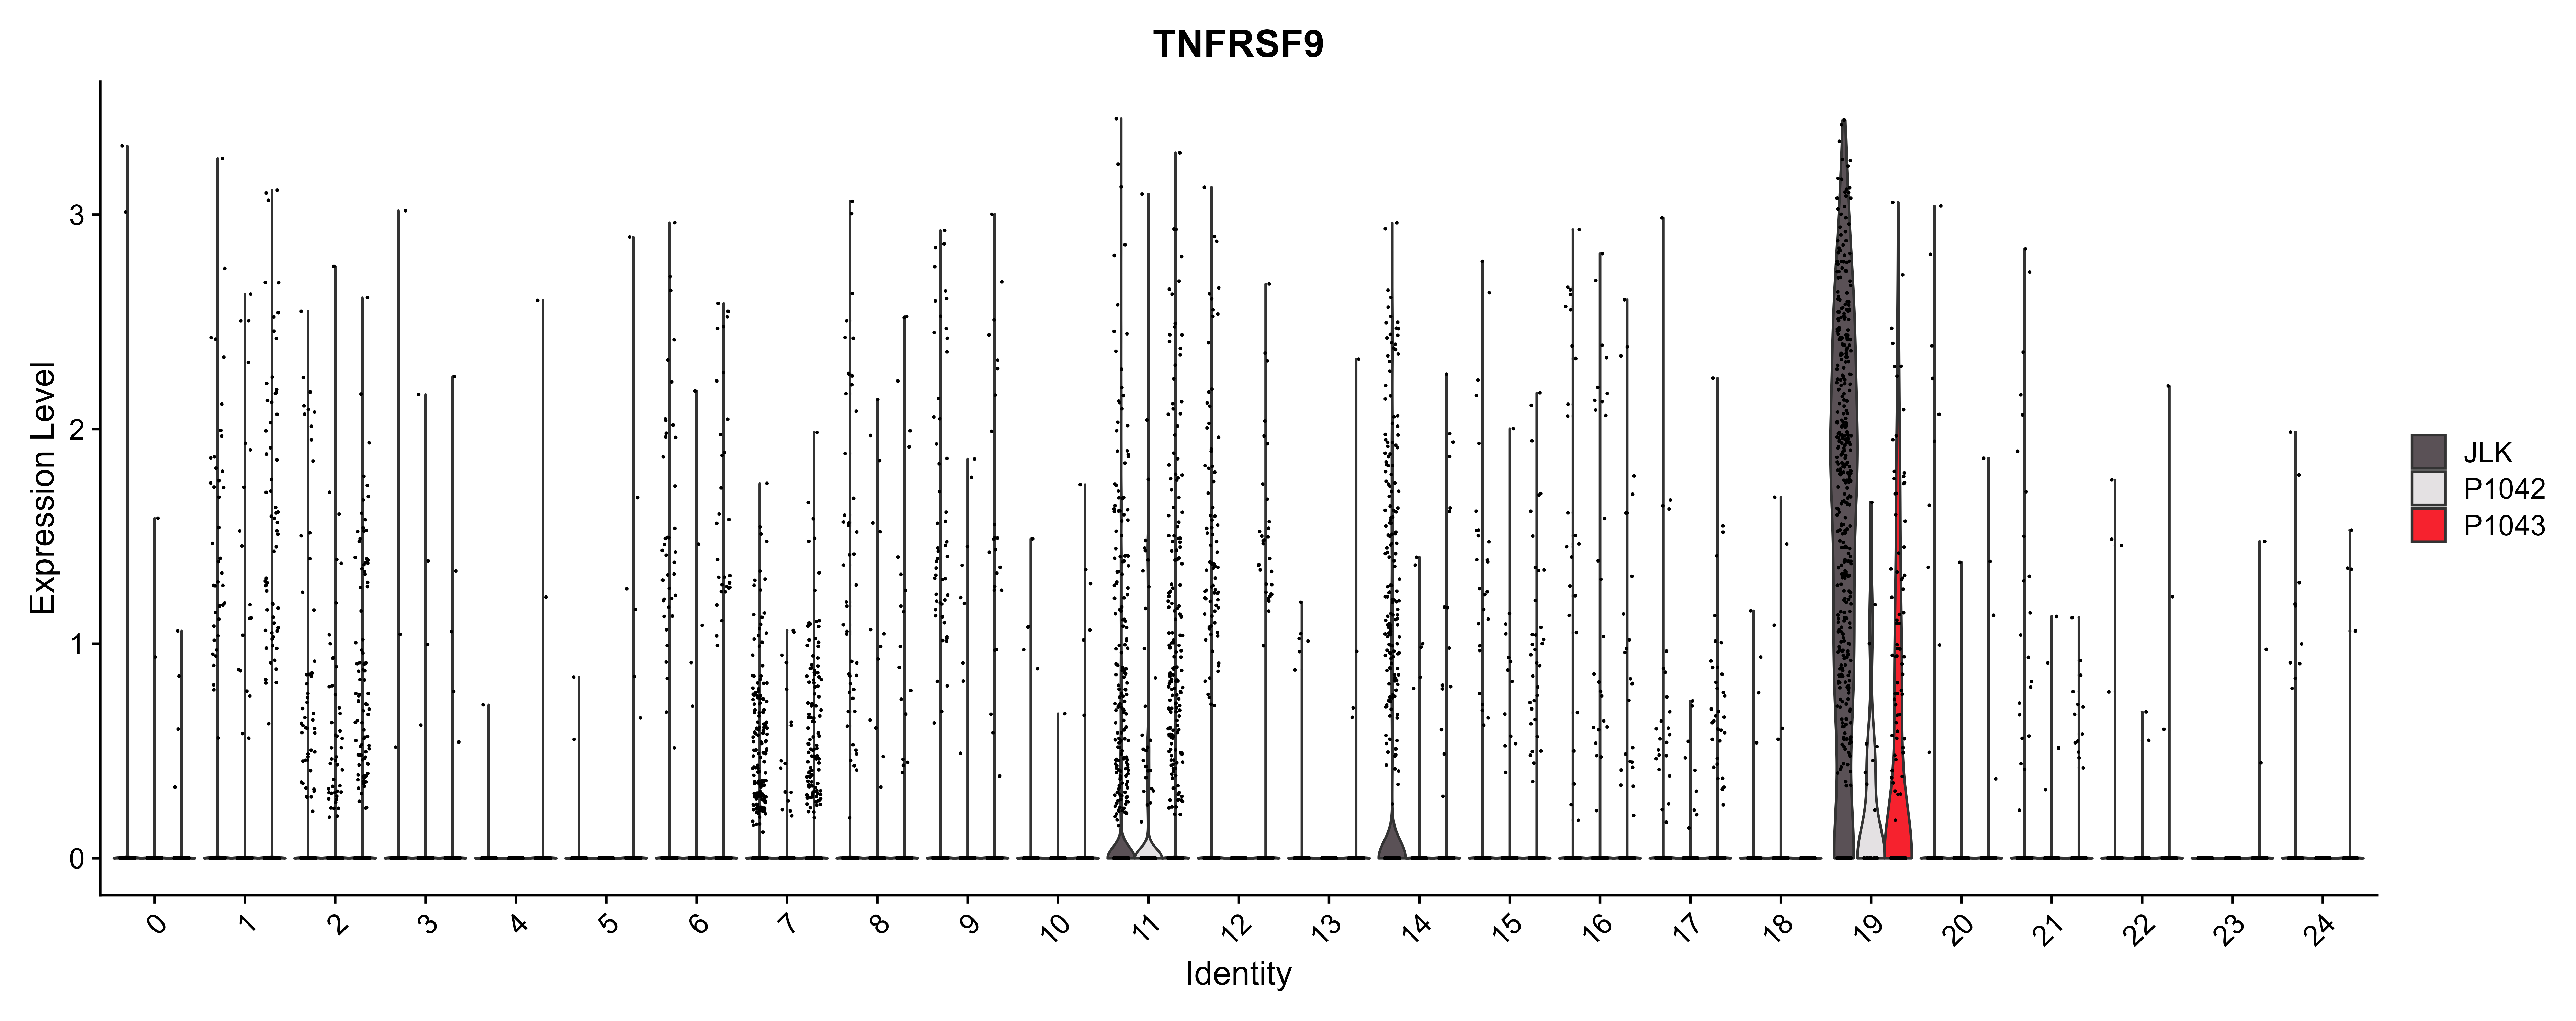 TNFRSF9
Expression Level
3
2
1
0
0 1 2 3 4 5 6 7 8 9 10 11 12 13 14 15 16 17 18 19 20 21 22 23 24
Identity
JLK
P1042
P1043